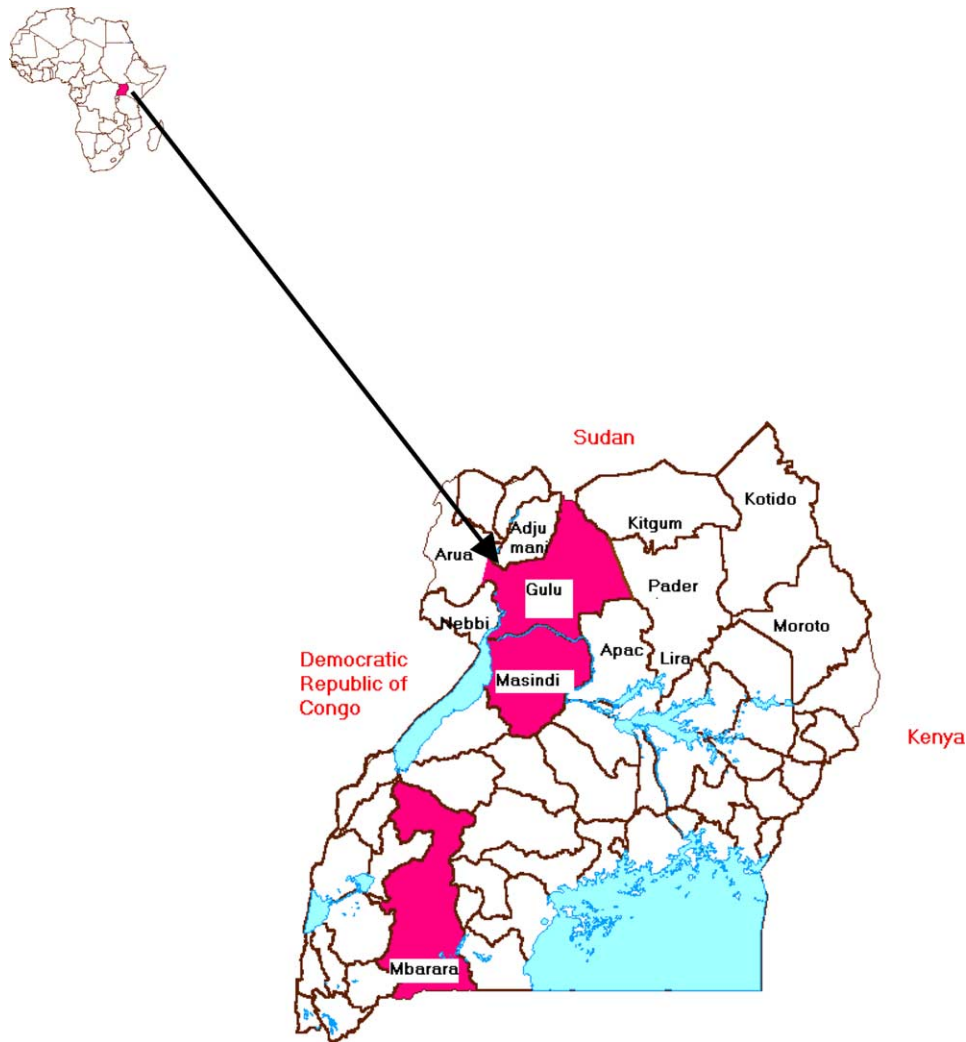 Sudan
Kotido
Kitgum
Adju
mani
Arua
Gulu
Pader
Nebbi
Moroto
Apac
Lira
Democratic
Republic of
Congo
Masindi
Kenya
Mbarara